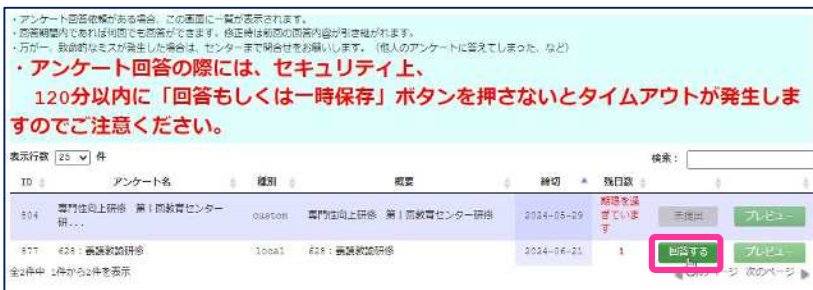 ・アンケート回答依頼がある場合、この画面に一覧が表示されます。
・回答期間内であれば何回でも回答ができます。修正時は前回の回答内容が引き継がれます。
・万が一、致命的なミスが発生した場合は、センターまで問合せをお願いします。（他人のアンケートに答えてしまった、など）
・アンケート回答の際には、セキュリティ上、
120分以内に「回答もしくは一時保存」ボタンを押さないとタイムアウトが発生しま
すのでご注意ください。
表示行数 25 件 検索：
ID アンケート名 種別 概要 締切 残日数
804 専門性向上研修 第1回教育センター研... custom 専門性向上研修 第1回教育センター研修 2024-05-29 期限を過ぎています 未提出 プレビュー
877 628：養護教諭研修 local 628：養護教諭研修 2024-06-21 1 回答する プレビュー
全2件中 1件から2件を表示 ページ 次のページ